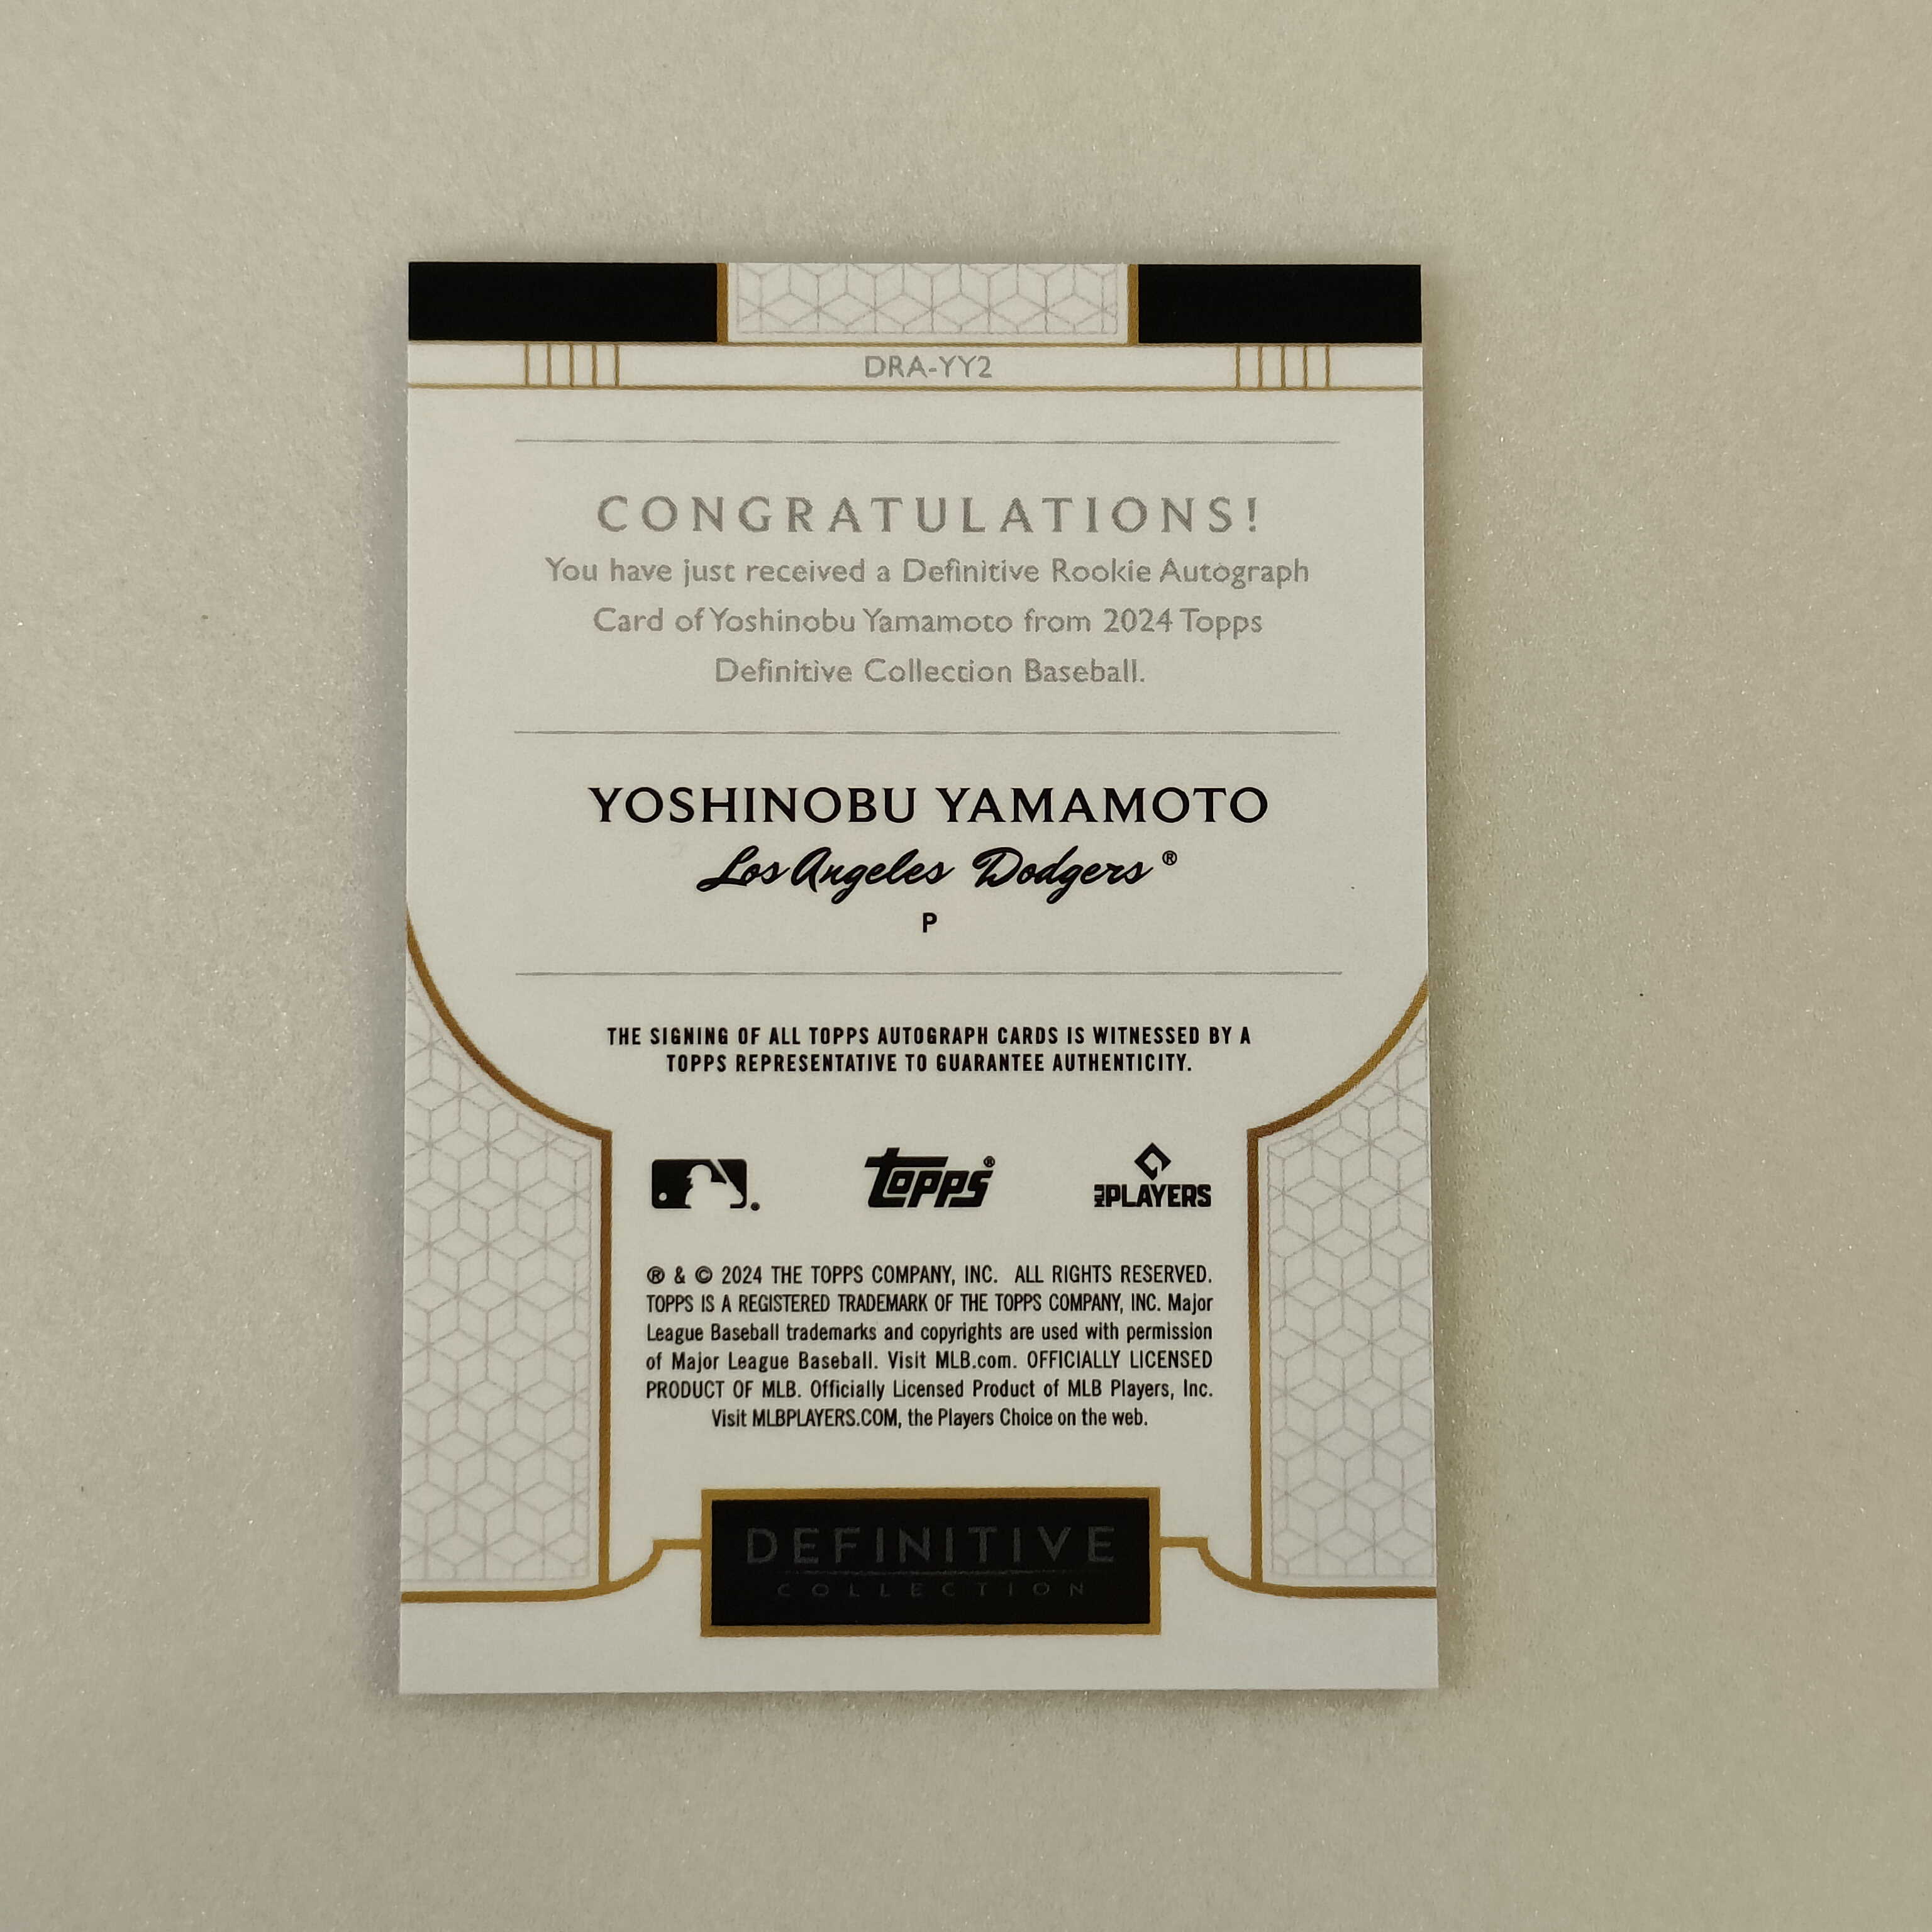 DRA-YY2
CONGRATULATIONS!
You have just received a Definitive Rookie Autograph
Card of Yoshinobu Yamamoto from 2024 Topps
Definitive Collection Baseball.
YOSHINOBU YAMAMOTO
Los Angeles Dodgers®
P
THE SIGNING OF ALL TOPPS AUTOGRAPH CARDS IS WITNESSED BY A
TOPPS REPRESENTATIVE TO GUARANTEE AUTHENTICITY.
Topps® MLB PLAYERS
® & © 2024 THE TOPPS COMPANY, INC. ALL RIGHTS RESERVED.
TOPPS IS A REGISTERED TRADEMARK OF THE TOPPS COMPANY, INC. Major
League Baseball trademarks and copyrights are used with permission
of Major League Baseball. Visit MLB.com. OFFICIALLY LICENSED
PRODUCT OF MLB. Officially Licensed Product of MLB Players, Inc.
Visit MLBPLAYERS.COM, the Players Choice on the web.
DEFINITIVE
COLLECTION